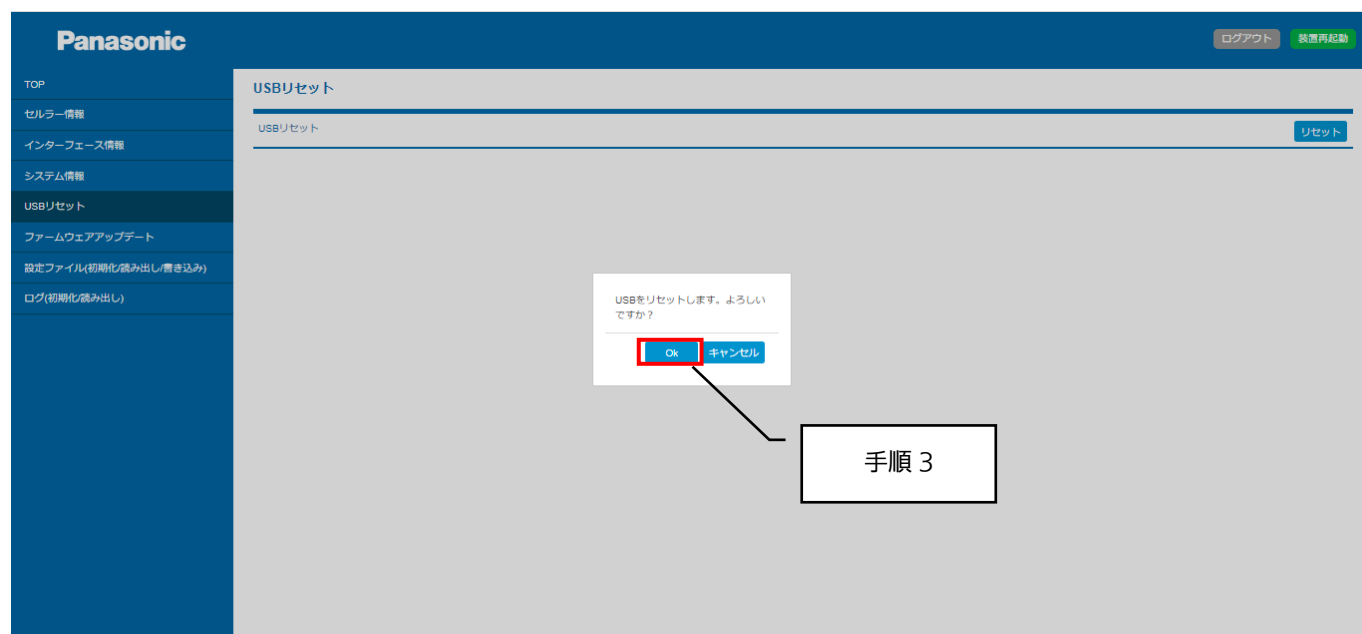 Panasonic
ログアウト
装置再起動
TOP
セルラー情報
インターフェース情報
システム情報
USBリセット
ファームウェアアップデート
設定ファイル(初期化/読み出し/書き込み)
ログ(初期化/読み出し)
USBリセット
USBリセット
リセット
USBをリセットします。よろしい
ですか？
Ok
キャンセル
手順３